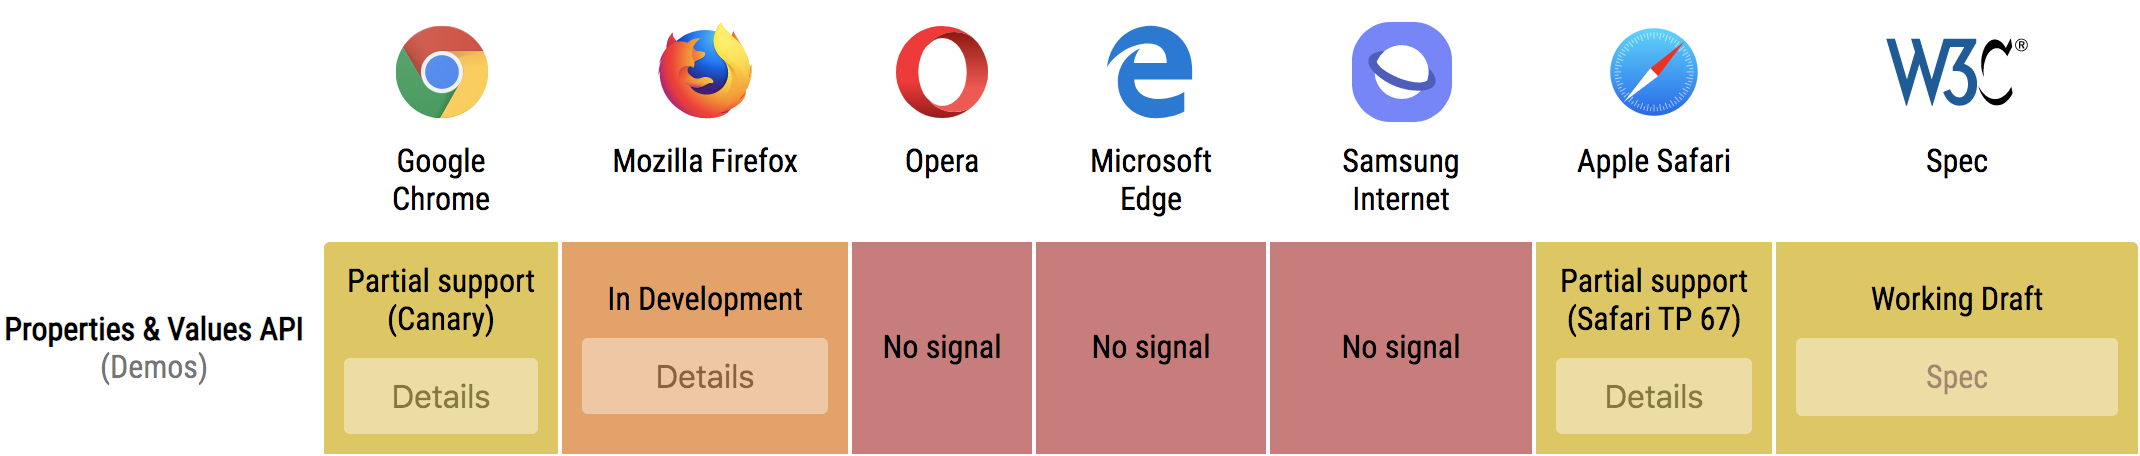 W3C®
Google
Chrome
Mozilla Firefox
Opera
Microsoft
Edge
Samsung
Internet
Apple Safari
Spec
Properties & Values API
(Demos)
Partial support
(Canary)
Details
In Development
Details
No signal
No signal
No signal
Partial support
(Safari TP 67)
Details
Working Draft
Spec